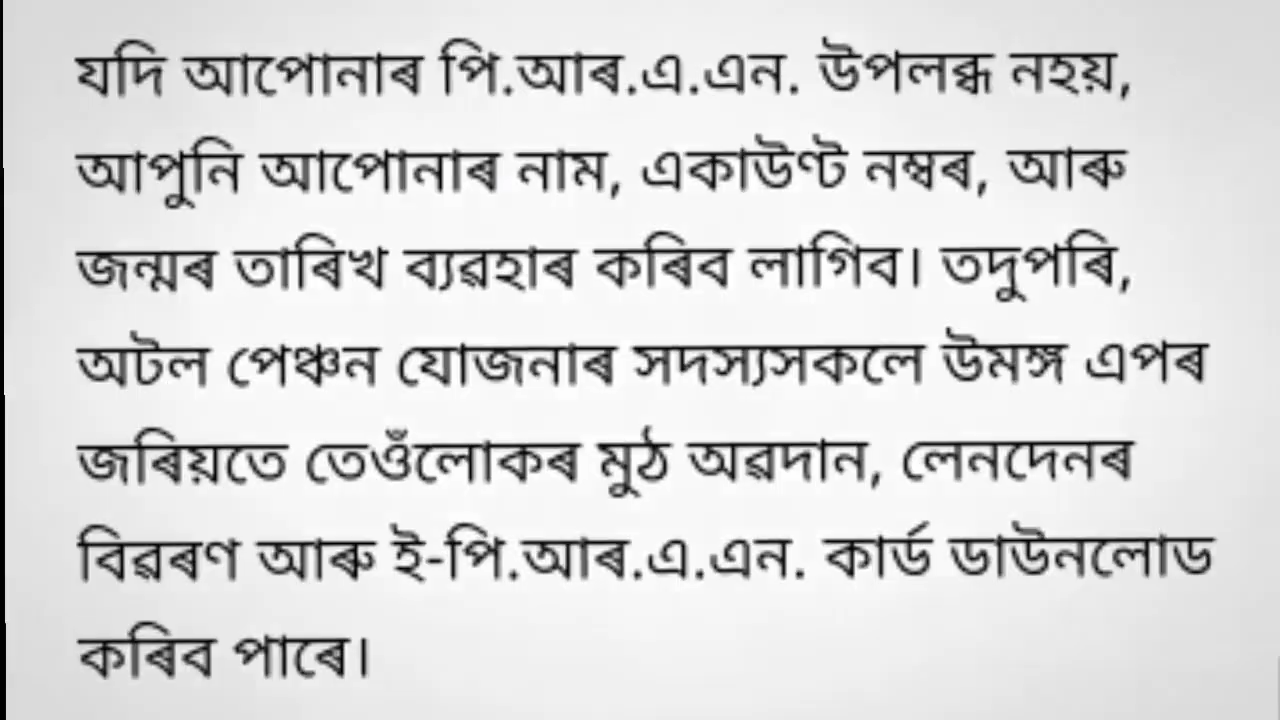 যদি আপোনাৰ পি.আৰ.এ.এন. উপলব্ধ নহয়,
আপুনি আপোনাৰ নাম, একাউণ্ট নম্বৰ, আৰু
জন্মৰ তাৰিখ ব্যৱহাৰ কৰিব লাগিব। তদুপৰি,
অটল পেঞ্চন যোজনাৰ সদস্যসকলে উমঙ্গ এপৰ
জৰিয়তে তেওঁলোকৰ মুঠ অৱদান, লেনদেনৰ
বিৱৰণ আৰু ই-পি.আৰ.এ.এন. কাৰ্ড ডাউনলোড
কৰিব পাৰে।